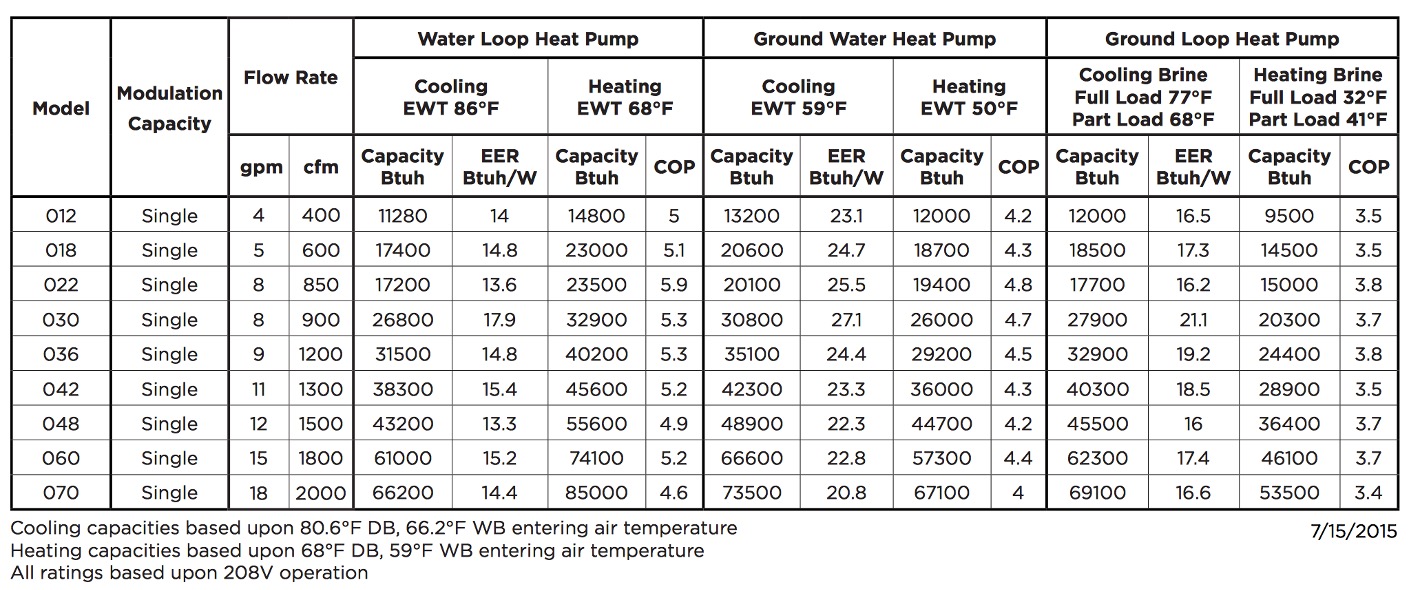 Water Loop Heat Pump Ground Water Heat Pump Ground Loop Heat Pump
Model Modulation Capacity Flow Rate Cooling EWT 86°F Heating EWT 68°F Cooling EWT 59°F Heating EWT 50°F Cooling Brine Full Load 77°F Part Load 68°F Heating Brine Full Load 32°F Part Load 41°F
gpm cfm Capacity Btuh EER Btuh/W Capacity Btuh COP Capacity Btuh EER Btuh/W Capacity Btuh COP Capacity Btuh EER Btuh/W Capacity Btuh COP
012 Single 4 400 11280 14 14800 5 13200 23.1 12000 4.2 12000 16.5 9500 3.5
018 Single 5 600 17400 14.8 23000 5.1 20600 24.7 18700 4.3 18500 17.3 14500 3.5
022 Single 8 850 17200 13.6 23500 5.9 20100 25.5 19400 4.8 17700 16.2 15000 3.8
030 Single 8 900 26800 17.9 32900 5.3 30800 27.1 26000 4.7 27900 21.1 20300 3.7
036 Single 9 1200 31500 14.8 40200 5.3 35100 24.4 29200 4.5 32900 19.2 24400 3.8
042 Single 11 1300 38300 15.4 45600 5.2 42300 23.3 36000 4.3 40300 18.5 28900 3.5
048 Single 12 1500 43200 13.3 55600 4.9 48900 22.3 44700 4.2 45500 16 36400 3.7
060 Single 15 1800 61000 15.2 74100 5.2 66600 22.8 57300 4.4 62300 17.4 46100 3.7
070 Single 18 2000 66200 14.4 85000 4.6 73500 20.8 67100 4 69100 16.6 53500 3.4
Cooling capacities based upon 80.6°F DB, 66.2°F WB entering air temperature 7/15/2015
Heating capacities based upon 68°F DB, 59°F WB entering air temperature
All ratings based upon 208V operation